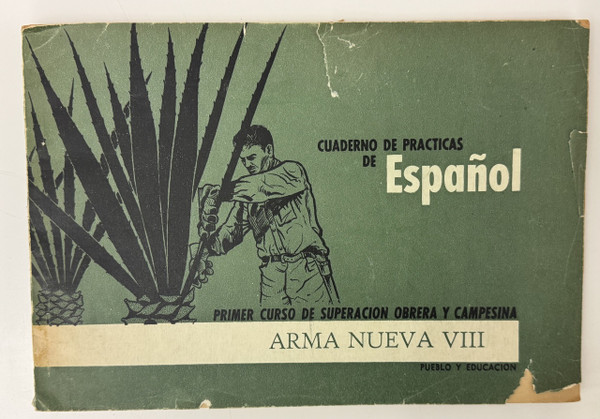 CUADERNO DE PRACTICAS
DE Español
PRIMER CURSO DE SUPERACION OBRERA Y CAMPESINA
ARMA NUEVA VIII
PUEBLO Y EDUCACION